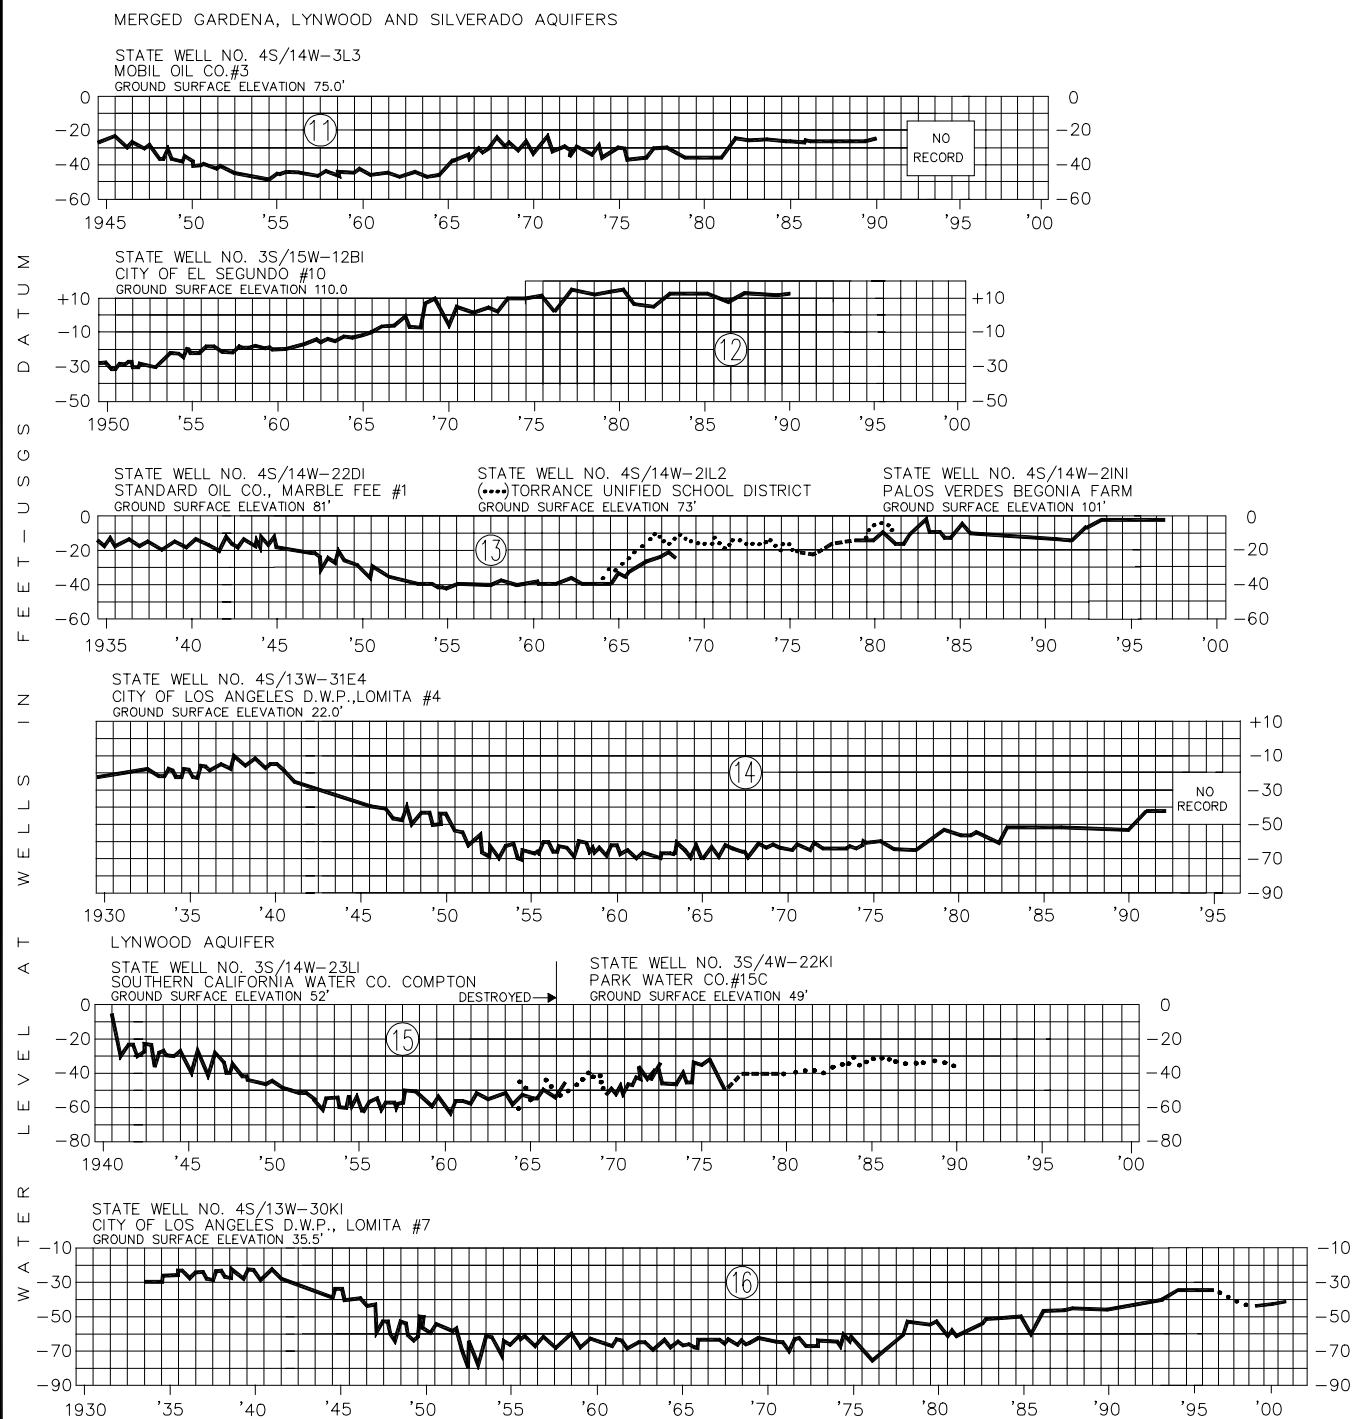 MERGED GARDENA, LYNWOOD AND SILVERADO AQUIFERS
STATE WELL NO. 4S/14W-3L3
MOBIL OIL CO.#3
GROUND SURFACE ELEVATION 75.0'
0 0
-20 -20
-40 -40
-60 -60
11
NO
RECORD
1945 '50 '55 '60 '65 '70 '75 '80 '85 '90 '95 '00
STATE WELL NO. 3S/15W-12BI
CITY OF EL SEGUNDO #10
GROUND SURFACE ELEVATION 110.0
+10 +10
-10 -10
-30 -30
-50 -50
12
1950 '55 '60 '65 '70 '75 '80 '85 '90 '95 '00
STATE WELL NO. 4S/14W-22DI STATE WELL NO. 4S/14W-2IL2 STATE WELL NO. 4S/14W-2INI
STANDARD OIL CO., MARBLE FEE #1 (••••)TORRANCE UNIFIED SCHOOL DISTRICT PALOS VERDES BEGONIA FARM
GROUND SURFACE ELEVATION 81' GROUND SURFACE ELEVATION 73' GROUND SURFACE ELEVATION 101'
0 0
-20 -20
-40 -40
-60 -60
13
1935 '40 '45 '50 '55 '60 '65 '70 '75 '80 '85 '90 '95 '00
STATE WELL NO. 4S/13W-31E4
CITY OF LOS ANGELES D.W.P.,LOMITA #4
GROUND SURFACE ELEVATION 22.0'
+10
-10
-30
-50
-70
-90
14
NO
RECORD
1930 '35 '40 '45 '50 '55 '60 '65 '70 '75 '80 '85 '90 '95
LYNWOOD AQUIFER
STATE WELL NO. 3S/14W-23LI STATE WELL NO. 3S/4W-22KI
SOUTHERN CALIFORNIA WATER CO. COMPTON PARK WATER CO.#15C
GROUND SURFACE ELEVATION 52' DESTROYED GROUND SURFACE ELEVATION 49'
0 0
-20 -20
-40 -40
-60 -60
-80 -80
15
1940 '45 '50 '55 '60 '65 '70 '75 '80 '85 '90 '95 '00
STATE WELL NO. 4S/13W-30KI
CITY OF LOS ANGELES D.W.P., LOMITA #7
GROUND SURFACE ELEVATION 35.5'
-10 -10
-30 -30
-50 -50
-70 -70
-90 -90
16
1930 '35 '40 '45 '50 '55 '60 '65 '70 '75 '80 '85 '90 '95 '00
WATER LEVEL AT WELLS IN FEET-USGS DATUM